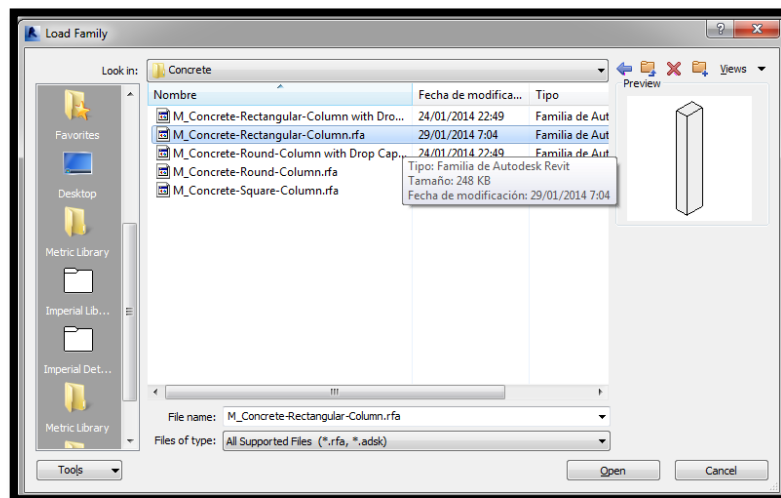 Load Family
Look in: Concrete Views
Nombre Fecha de modifica... Tipo
M_Concrete-Rectangular-Column with Dro... 24/01/2014 22:49 Familia de Aut
M_Concrete-Rectangular-Column.rfa 29/01/2014 7:04 Familia de Aut
M_Concrete-Round-Column with Drop Cap... 24/01/2014 22:49 Familia de Aut
M_Concrete-Round-Column.rfa
M_Concrete-Square-Column.rfa
Tipo: Familia de Autodesk Revit
Tamaño: 248 KB
Fecha de modificación: 29/01/2014 7:04
Preview
Favorites
Desktop
Metric Library
Imperial Lib...
Imperial Det...
Metric Library
File name: M_Concrete-Rectangular-Column.rfa
Files of type: All Supported Files (*.rfa, *.adsk)
Tools Open Cancel